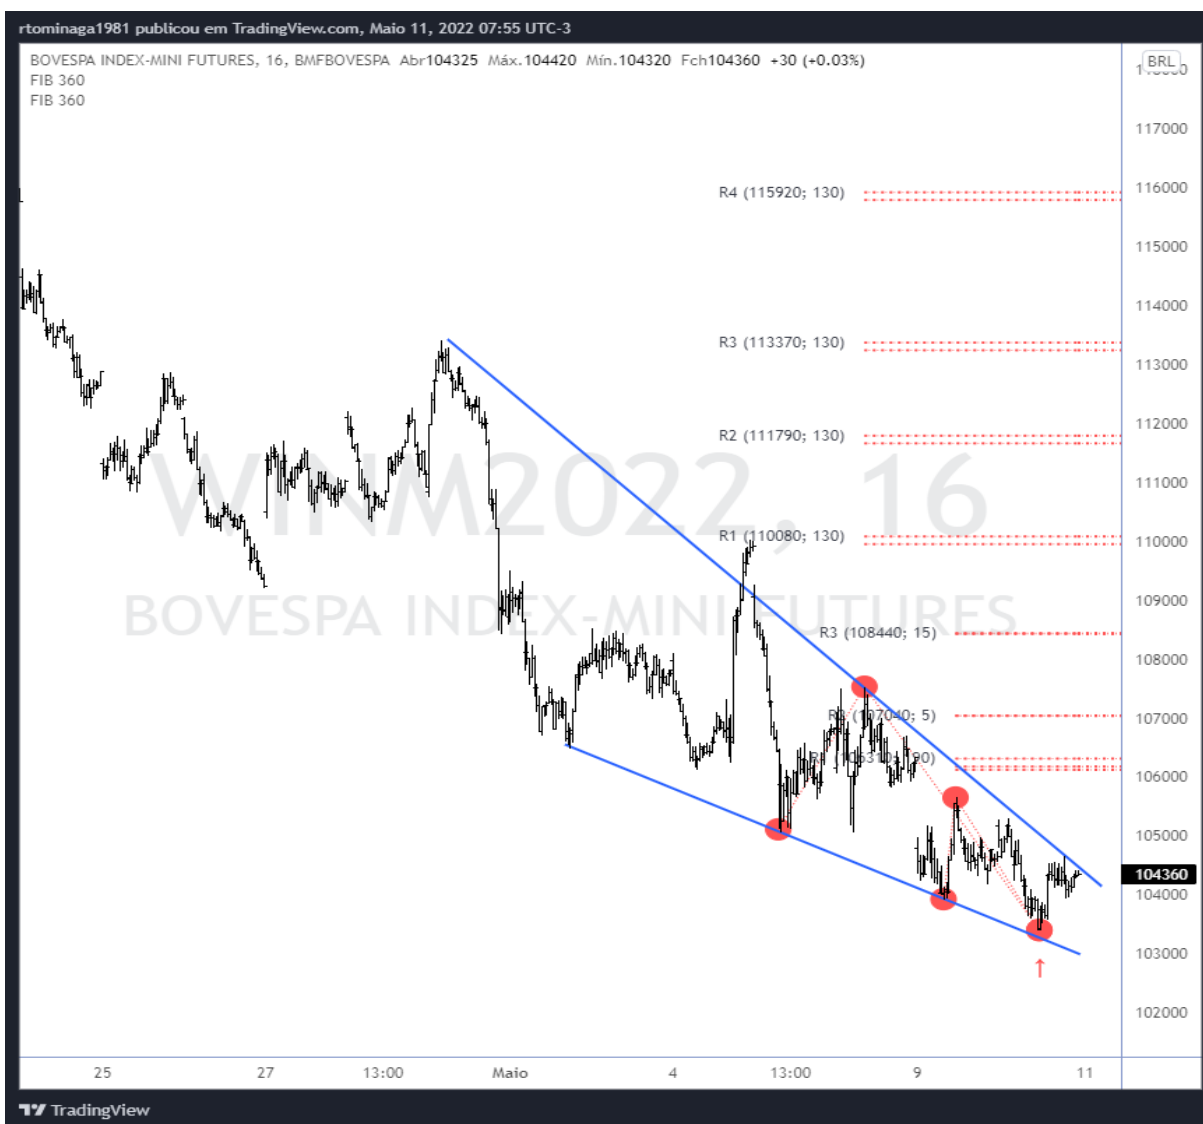 rtominaga1981 publicou em TradingView.com, Maio 11, 2022 07:55 UTC-3
BOVESPA INDEX-MINI FUTURES, 16, BMFBOVESPA Abr104325 Máx.104420 Mín.104320 Fch104360 +30 (+0.03%)
BRL
FIB 360
FIB 360
117000
R4 (115920; 130)
116000
115000
114000
R3 (113370; 130)
113000
112000
R2 (111790; 130)
111000
WINM2022, 16
R1 (110080; 130)
110000
109000
BOVESPA INDEX-MINI FUTURES
R3 (108440; 15)
108000
(107040; 5)
107000
106000
105000
104360
104000
103000
↑
102000
25 27 13:00 Maio 4 13:00 9 11
TradingView